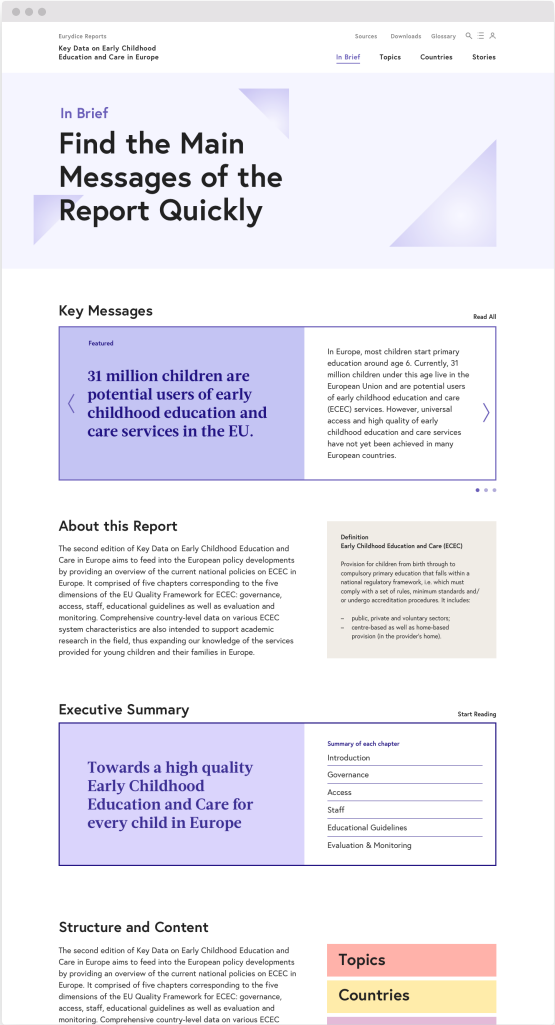 Eurydice Reports
Key Data on Early Childhood
Education and Care in Europe
Sources Downloads Glossary
In Brief Topics Countries Stories
In Brief
Find the Main
Messages of the
Report Quickly
Key Messages
Read All
Featured
31 million children are
potential users of early
childhood education and
care services in the EU.
In Europe, most children start primary
education around age 6. Currently, 31
million children under this age live in the
European Union and are potential users
of early childhood education and care
(ECEC) services. However, universal
access and high quality of early
childhood education and care services
have not yet been achieved in many
European countries.
About this Report
The second edition of Key Data on Early Childhood Education and
Care in Europe aims to feed into the European policy developments
by providing an overview of the current national policies on ECEC in
Europe. It comprised of five chapters corresponding to the five
dimensions of the EU Quality Framework for ECEC: governance,
access, staff, educational guidelines as well as evaluation and
monitoring. Comprehensive country-level data on various ECEC
system characteristics are also intended to support academic
research in the field, thus expanding our knowledge of the services
provided for young children and their families in Europe.
Definition
Early Childhood Education and Care (ECEC)
Provision for children from birth through to
compulsory primary education that falls within a
national regulatory framework, i.e. which must
comply with a set of rules, minimum standards and/
or undergo accreditation procedures. It includes:
– public, private and voluntary sectors;
– centre-based as well as home-based
provision (in the provider's home).
Executive Summary
Start Reading
Towards a high quality
Early Childhood
Education and Care for
every child in Europe
Summary of each chapter
Introduction
Governance
Access
Staff
Educational Guidelines
Evaluation & Monitoring
Structure and Content
The second edition of Key Data on Early Childhood Education and
Care in Europe aims to feed into the European policy developments
by providing an overview of the current national policies on ECEC in
Europe. It comprised of five chapters corresponding to the five
dimensions of the EU Quality Framework for ECEC: governance,
access, staff, educational guidelines as well as evaluation and
monitoring. Comprehensive country-level data on various ECEC
Topics
Countries